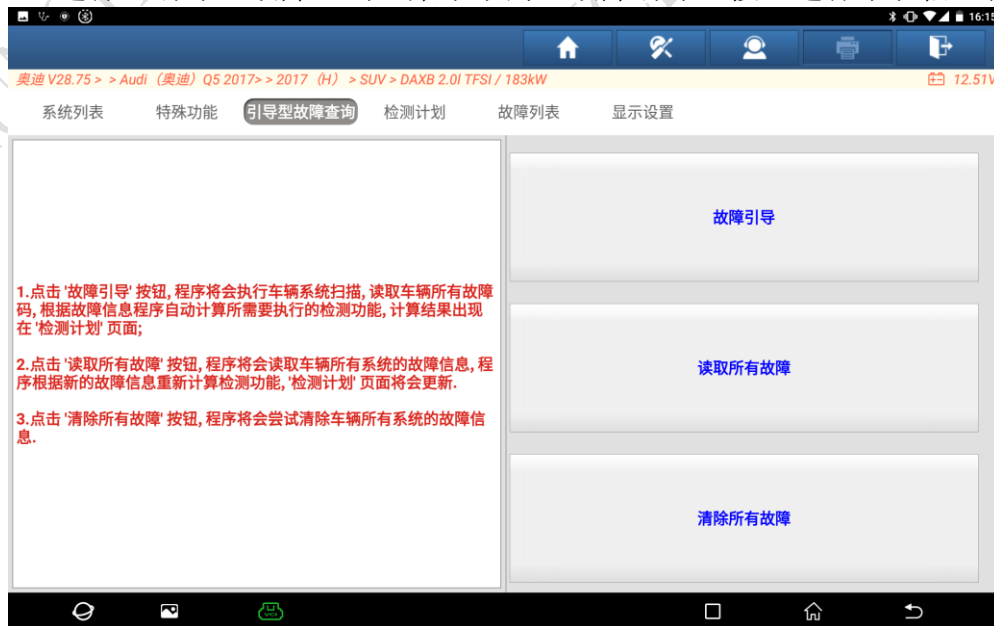 16:15
奥迪 V28.75 > > Audi（奥迪）Q5 2017> > 2017（H） > SUV > DAXB 2.0l TFSI / 183kW
12.51V
系统列表 特殊功能 引导型故障查询 检测计划 故障列表 显示设置
故障引导
1.点击 '故障引导' 按钮, 程序将会执行车辆系统扫描, 读取车辆所有故障
码, 根据故障信息程序自动计算所需要执行的检测功能, 计算结果出现
在 '检测计划' 页面;
2.点击 '读取所有故障' 按钮, 程序将会读取车辆所有系统的故障信息, 程
序根据新的故障信息重新计算检测功能, '检测计划' 页面将会更新.
读取所有故障
3.点击 '清除所有故障' 按钮, 程序将会尝试清除车辆所有系统的故障信
息.
清除所有故障